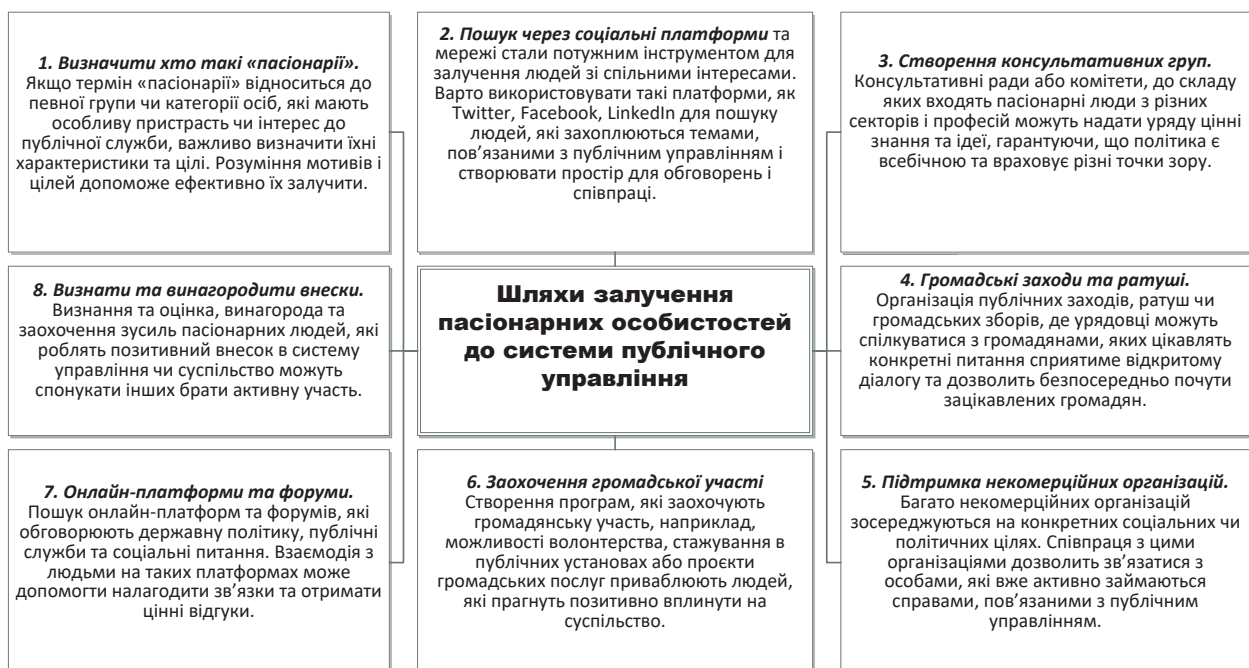 1. Визначити хто такі «пасіонарії».
Якщо термін «пасіонарії» відноситься до
певної групи чи категорії осіб, які мають
особливу пристрасть чи інтерес до
публічної служби, важливо визначити їхні
характеристики та цілі. Розуміння мотивів і
цілей допоможе ефективно їх залучити.
2. Пошук через соціальні платформи та
мережі стали потужним інструментом для
залучення людей зі спільними інтересами.
Варто використовувати такі платформи, як
Twitter, Facebook, LinkedIn для пошуку
людей, які захоплюються темами,
пов’язаними з публічним управлінням і
створювати простір для обговорень і
співпраці.
3. Створення консультативних груп.
Консультативні ради або комітети, до складу
яких входять пасіонарні люди з різних
секторів і професій можуть надати уряду цінні
знання та ідеї, гарантуючи, що політика є
всебічною та враховує різні точки зору.
8. Визнати та винагородити внески.
Визнання та оцінка, винагорода та
заохочення зусиль пасіонарних людей, які
роблять позитивний внесок в систему
управління чи суспільство можуть
спонукати інших брати активну участь.
Шляхи залучення
пасіонарних особистостей
до системи публічного
управління
4. Громадські заходи та ратуші.
Організація публічних заходів, ратуш чи
громадських зборів, де урядовці можуть
спілкуватися з громадянами, яких цікавлять
конкретні питання сприятиме відкритому
діалогу та дозволить безпосередньо почути
зацікавлених громадян.
7. Онлайн-платформи та форуми.
Пошук онлайн-платформ та форумів, які
обговорюють державну політику, публічні
служби та соціальні питання. Взаємодія з
людьми на таких платформах може
допомогти налагодити зв’язки та отримати
цінні відгуки.
6. Заохочення громадської участі
Створення програм, які заохочують
громадянську участь, наприклад,
можливості волонтерства, стажування в
публічних установах або проєкти
громадських послуг приваблюють людей,
які прагнуть позитивно вплинути на
суспільство.
5. Підтримка некомерційних організацій.
Багато некомерційних організацій
зосереджуються на конкретних соціальних чи
політичних цілях. Співпраця з цими
організаціями дозволить зв’язатися з
особами, які вже активно займаються
справами, пов’язаними з публічним
управлінням.